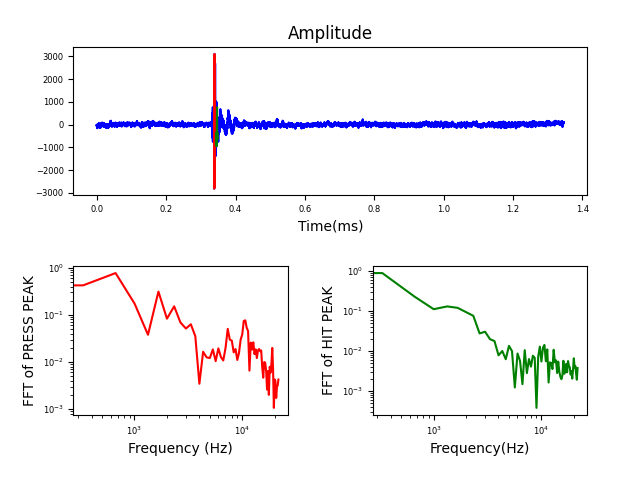 Amplitude
3000
2000
1000
0
−1000
−2000
−3000
0.0 0.2 0.4 0.6 0.8 1.0 1.2 1.4
Time(ms)
FFT of PRESS PEAK
10⁰
10⁻¹
10⁻²
10⁻³
10³ 10⁴
Frequency (Hz)
FFT of HIT PEAK
10⁰
10⁻¹
10⁻²
10⁻³
10³ 10⁴
Frequency(Hz)